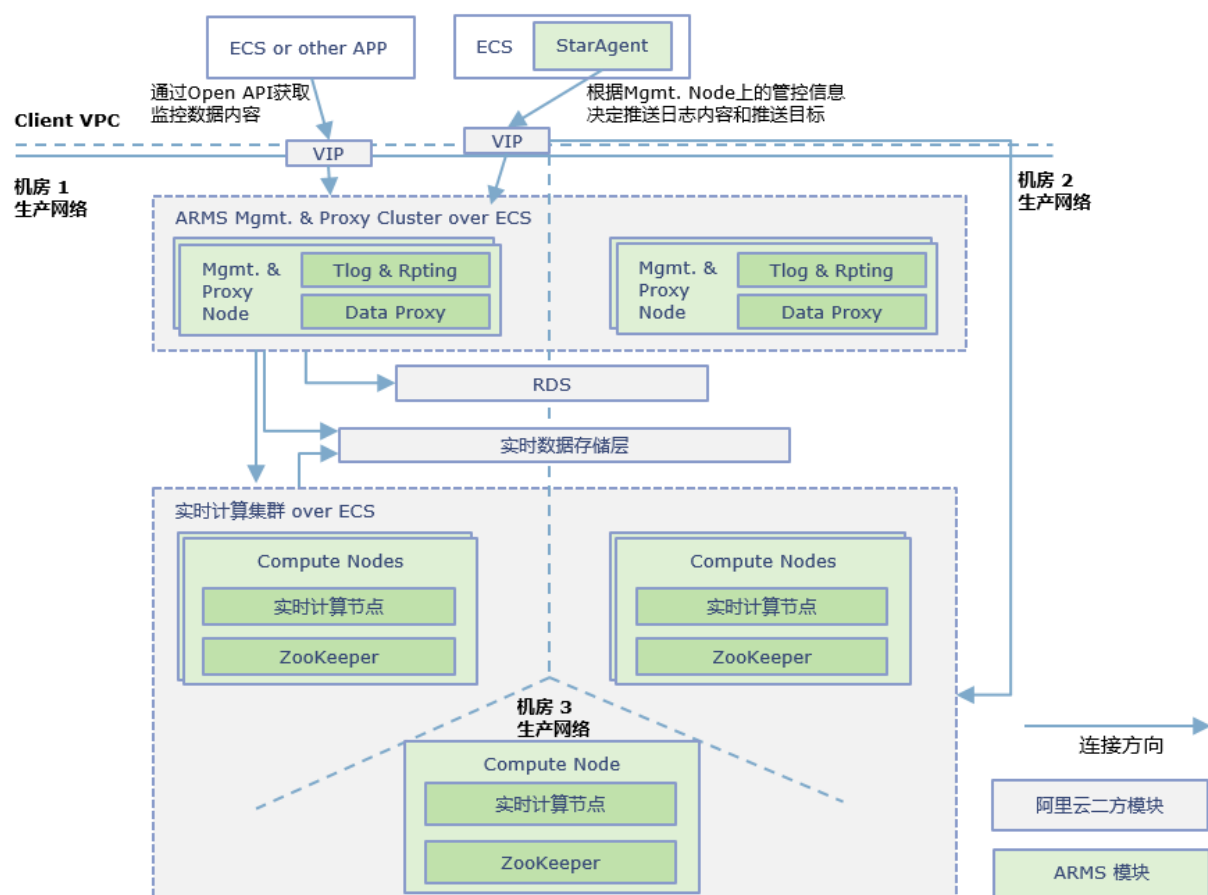 ECS or other APP
ECS
StarAgent
通过Open API获取
监控数据内容
根据Mgmt. Node上的管控信息
决定推送日志内容和推送目标
Client VPC
VIP
VIP
机房 1
生产网络
机房 2
生产网络
ARMS Mgmt. & Proxy Cluster over ECS
Mgmt. &
Proxy
Node
Tlog & Rpting
Data Proxy
Mgmt. &
Proxy
Node
Tlog & Rpting
Data Proxy
RDS
实时数据存储层
实时计算集群 over ECS
Compute Nodes
实时计算节点
ZooKeeper
Compute Nodes
实时计算节点
ZooKeeper
机房 3
生产网络
Compute Node
实时计算节点
ZooKeeper
连接方向
阿里云二方模块
ARMS 模块